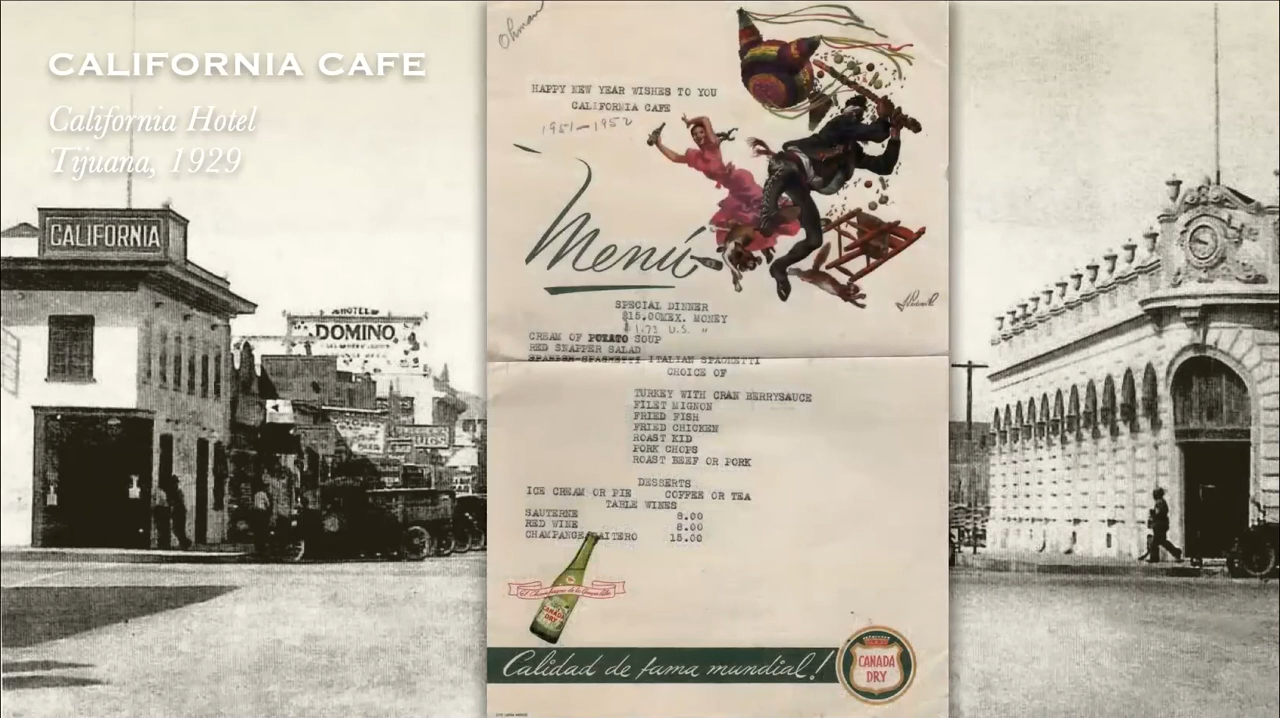 CALIFORNIA CAFE
California Hotel
Tijuana, 1929
CALIFORNIA
HOTEL
DOMINO
Ohman
HAPPY NEW YEAR WISHES TO YOU
CALIFORNIA CAFE
1951-1952
Menú
SPECIAL DINNER
$15.00MEX. MONEY
$1.73 U.S. "
CREAM OF POTATO SOUP
RED SNAPPER SALAD
ITALIAN SPAGHETTI
CHOICE OF
TURKEY WITH CRAN BERRYSAUCE
FILET MIGNON
FRIED FISH
FRIED CHICKEN
ROAST KID
PORK CHOPS
ROAST BEEF OR PORK
DESSERTS
ICE CREAM OR PIE COFFEE OR TEA
TABLE WINES
SAUTERNE 8.00
RED WINE 8.00
CHAMPANGE 15.00
CANADA DRY
Calidad de fama mundial!
CANADA
DRY